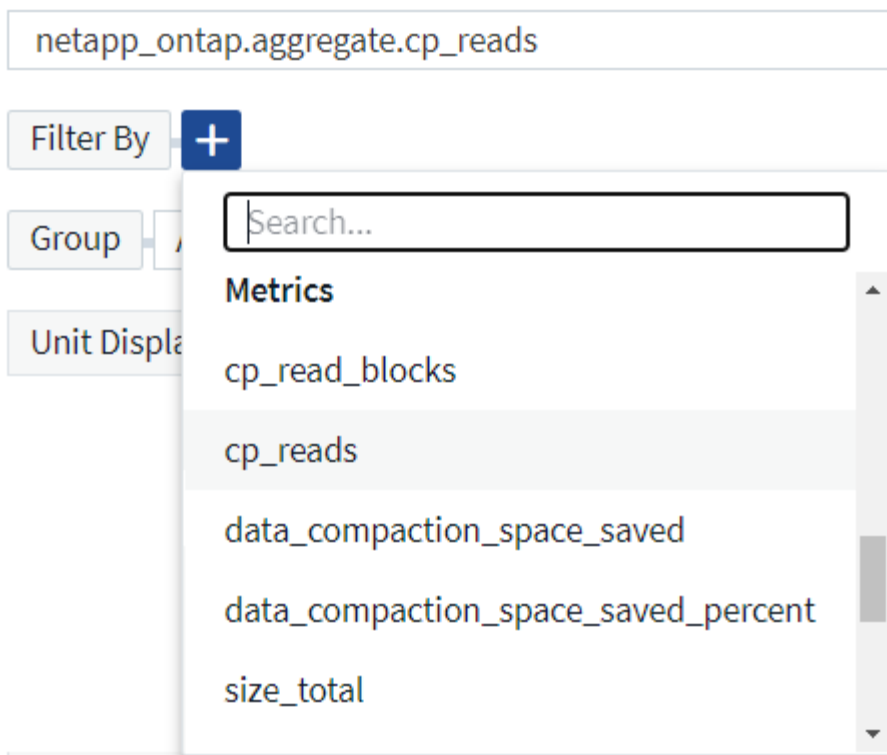 netapp_ontap.aggregate.cp_reads
Filter By +
Search...
Group
Metrics
Unit Displa
cp_read_blocks
cp_reads
data_compaction_space_saved
data_compaction_space_saved_percent
size_total